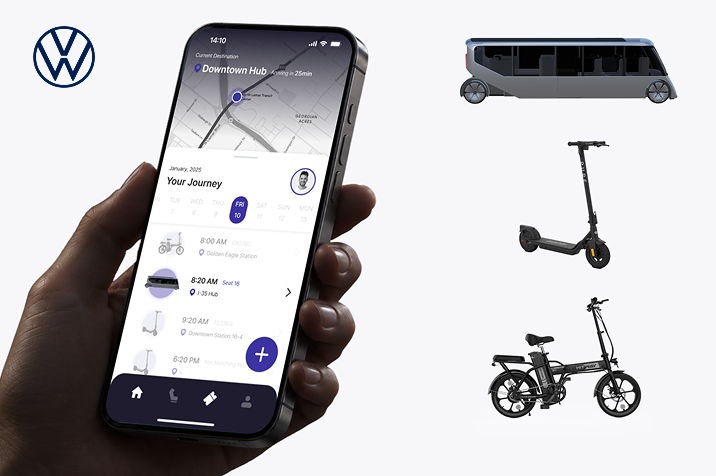 14:10
Current Destination
Downtown Hub Arriving in 25min
GEORGIAN
ACRES
January, 2025
Your Journey
TUE WED THU FRI SAT SUN MON
7 8 9 10 11 12 13
8:00 AM
Golden Eagle Station
8:20 AM Seat 16
I-35 Hub
9:20 AM
Downtown Station 16-4
6:20 PM